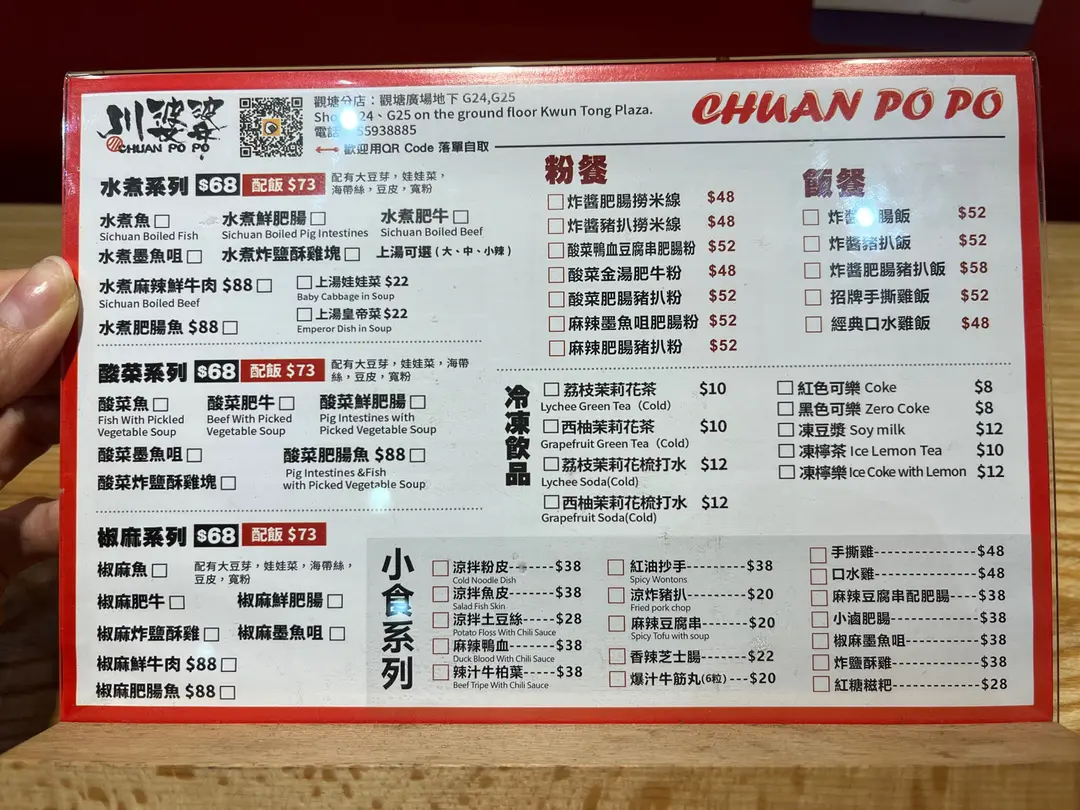 川婆婆
CHUAN PO PO
觀塘分店：觀塘廣場地下 G24,G25
G25 on the ground floor Kwun Tong Plaza.
電話 5938885
歡迎用QR Code 落單自取
CHUAN PO PO
水煮系列 $68 配飯 $73
配有大豆芽，娃娃菜，
海帶絲，豆皮，寬粉
水煮魚 水煮鮮肥腸 水煮肥牛
Sichuan Boiled Fish Sichuan Boiled Pig Intestines Sichuan Boiled Beef
水煮墨魚咀 水煮炸鹽酥雞塊 上湯可選 ( 大、中、小辣 )
水煮麻辣鮮牛肉 $88 上湯娃娃菜 $22
Sichuan Boiled Beef Baby Cabbage in Soup
上湯皇帝菜 $22
水煮肥腸魚 $88 Emperor Dish in Soup
酸菜系列 $68 配飯 $73
配有大豆芽，娃娃菜，海帶
絲，豆皮，寬粉
酸菜魚 酸菜肥牛 酸菜鮮肥腸
Fish With Pickled Beef With Pickled Pig Intestines with
Vegetable Soup Vegetable Soup Picked Vegetable Soup
酸菜墨魚咀 酸菜肥腸魚 $88
Pig Intestines &Fish
酸菜炸鹽酥雞塊 with Picked Vegetable Soup
椒麻系列 $68 配飯 $73
椒麻魚
配有大豆芽，娃娃菜，海帶絲，
豆皮，寬粉
椒麻肥牛 椒麻鮮肥腸
椒麻炸鹽酥雞 椒麻墨魚咀
椒麻鮮牛肉 $88
椒麻肥腸魚 $88
粉餐
炸醬肥腸撈米線 $48
炸醬豬扒撈米線 $48
酸菜鴨血豆腐串肥腸粉 $52
酸菜金湯肥牛粉 $48
酸菜肥腸豬扒粉 $52
麻辣墨魚咀肥腸粉 $52
麻辣肥腸豬扒粉 $52
飯餐
炸醬 腸飯 $52
炸醬豬扒飯 $52
炸醬肥腸豬扒飯 $58
招牌手撕雞飯 $52
經典口水雞飯 $48
冷凍飲品
荔枝茉莉花茶 $10
Lychee Green Tea（Cold)
西柚茉莉花茶 $10
Grapefruit Green Tea（Cold)
荔枝茉莉花梳打水 $12
Lychee Soda(Cold)
西柚茉莉花梳打水 $12
Grapefruit Soda(Cold)
紅色可樂 Coke $8
黑色可樂 Zero Coke $8
凍豆漿 Soy milk $12
凍檸茶 Ice Lemon Tea $10
凍檸樂 Ice Coke with Lemon $12
小食系列
涼拌粉皮------$38
Cold Noodle Dish
涼拌魚皮------$38
Salad Fish Skin
涼拌土豆絲-----$28
Potato Floss With Chili Sauce
麻辣鴨血------$38
Duck Blood With Chili Sauce
辣汁牛柏葉-----$38
Beef Tripe With Chili Sauce
紅油抄手--------$38
Spicy Wontons
涼炸豬扒--------$20
Fried pork chop
麻辣豆腐串------$20
Spicy Tofu with soup
香辣芝士腸------$22
爆汁牛筋丸(6粒) ---$20
手撕雞--------------$48
口水雞--------------$48
麻辣豆腐串配肥腸----$38
小滷肥腸------------$38
椒麻墨魚咀----------$38
炸鹽酥雞------------$38
紅糖糍粑------------$28